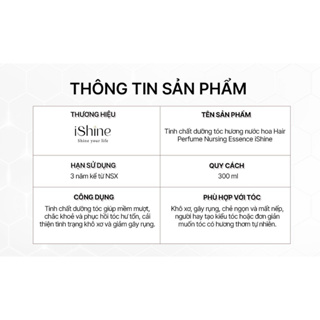 THÔNG TIN SẢN PHẨM
THƯƠNG HIỆU
iShine
Shine your life
TÊN SẢN PHẨM
Tinh chất dưỡng tóc hương nước hoa Hair
Perfume Nursing Essence iShine
HẠN SỬ DỤNG
3 năm kể từ NSX
QUY CÁCH
300 ml
CÔNG DỤNG
Tinh chất dưỡng tóc giúp mềm mượt,
chắc khoẻ và phục hồi tóc hư tổn, cải
thiện tình trạng khô xơ và giảm gãy rụng.
PHÙ HỢP VỚI TÓC
Khô xơ, gãy rụng, chẻ ngọn và mất nếp,
người hay tạo kiểu tóc hoặc đơn giản
muốn tóc có hương thơm tự nhiên.